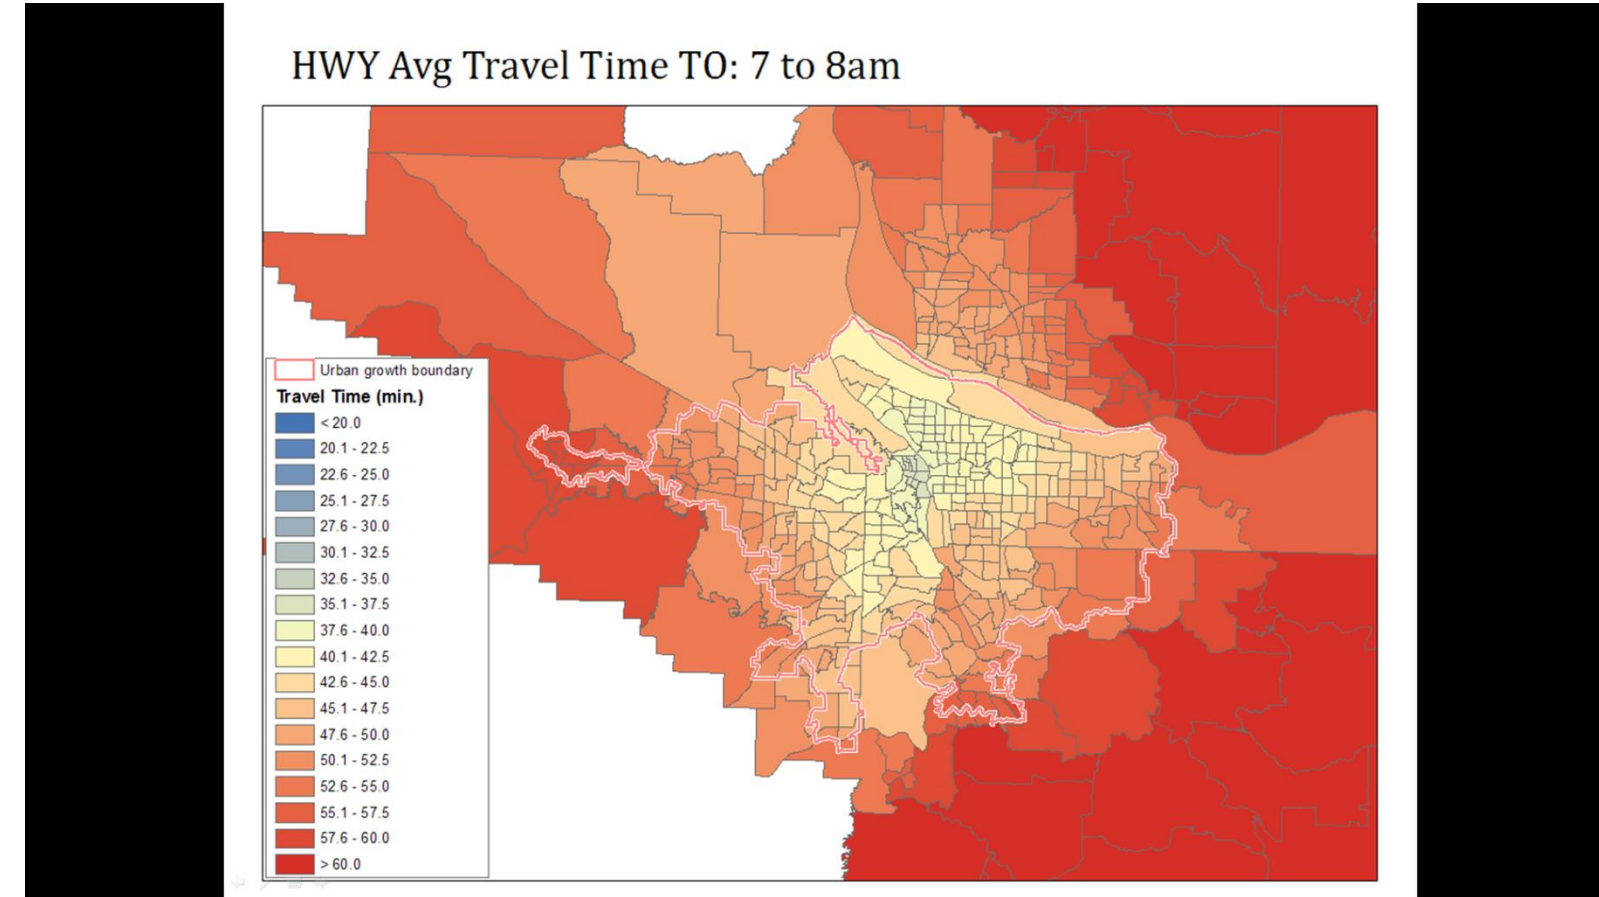 HWY Avg Travel Time TO: 7 to 8am
Urban growth boundary
Travel Time (min.)
< 20.0
20.1 - 22.5
22.6 - 25.0
25.1 - 27.5
27.6 - 30.0
30.1 - 32.5
32.6 - 35.0
35.1 - 37.5
37.6 - 40.0
40.1 - 42.5
42.6 - 45.0
45.1 - 47.5
47.6 - 50.0
50.1 - 52.5
52.6 - 55.0
55.1 - 57.5
57.6 - 60.0
> 60.0